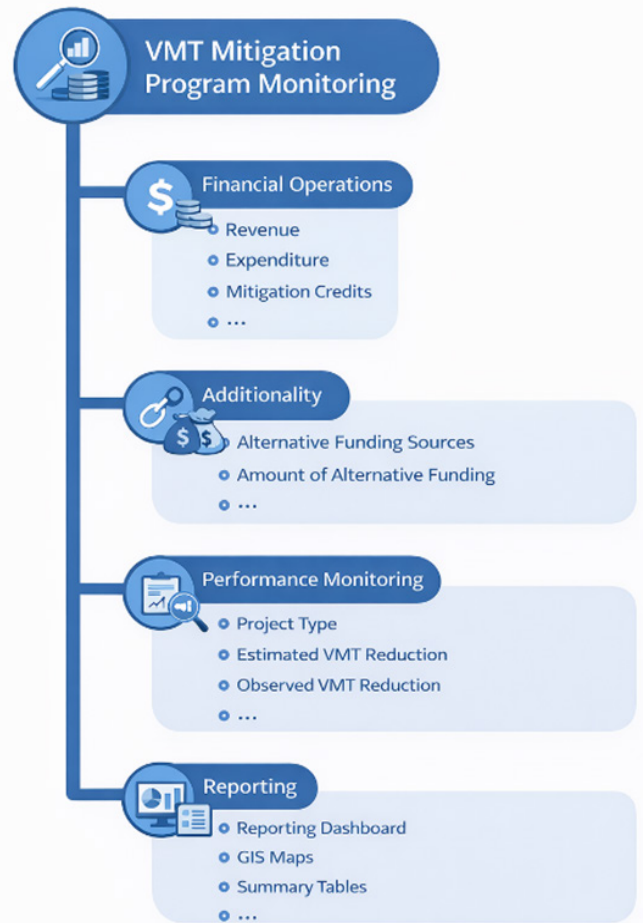 VMT Mitigation
Program Monitoring
$
Financial Operations
Revenue
Expenditure
Mitigation Credits
...
Additionality
$ $
Alternative Funding Sources
Amount of Alternative Funding
...
Performance Monitoring
Project Type
Estimated VMT Reduction
Observed VMT Reduction
...
Reporting
Reporting Dashboard
GIS Maps
Summary Tables
...